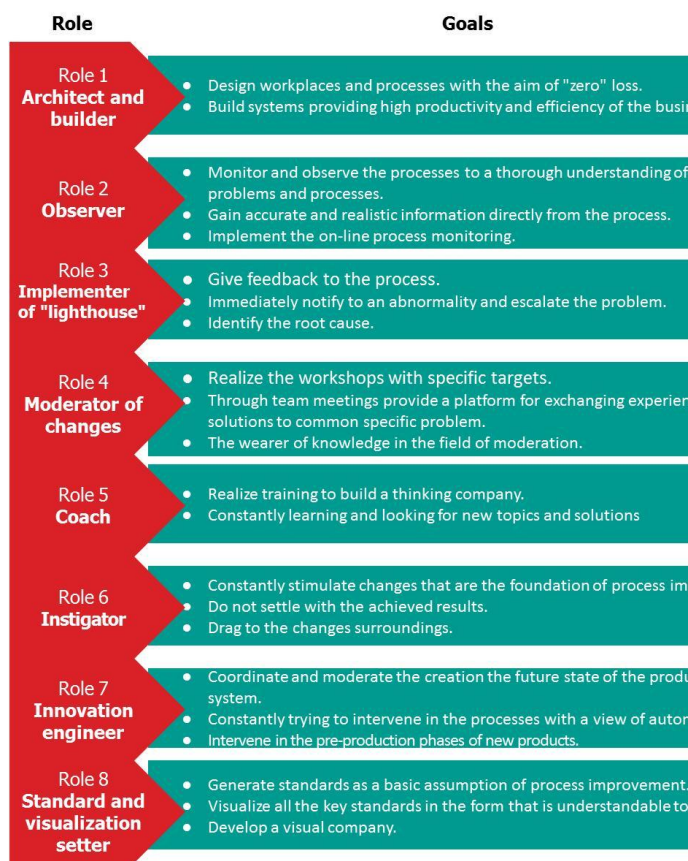 Role
Goals
Role 1
Architect and
builder
● Design workplaces and processes with the aim of "zero" loss.
● Build systems providing high productivity and efficiency of the
Role 2
Observer
● Monitor and observe the processes to a thorough understanding of
problems and processes.
● Gain accurate and realistic information directly from the process.
● Implement the on-line process monitoring.
Role 3
Implementer
of "lighthouse"
● Give feedback to the process.
● Immediately notify to an abnormality and escalate the problem.
● Identify the root cause.
Role 4
Moderator of
changes
● Realize the workshops with specific targets.
● Through team meetings provide a platform for exchanging
solutions to common specific problem.
● The wearer of knowledge in the field of moderation.
Role 5
Coach
● Realize training to build a thinking company.
● Constantly learning and looking for new topics and solutions
Role 6
Instigator
● Constantly stimulate changes that are the foundation of process
● Do not settle with the achieved results.
● Drag to the changes surroundings.
Role 7
Innovation
engineer
● Coordinate and moderate the creation the future state of the
system.
● Constantly trying to intervene in the processes with a view of
● Intervene in the pre-production phases of new products.
Role 8
Standard and
visualization
setter
● Generate standards as a basic assumption of process improvement.
● Visualize all the key standards in the form that is understandable to
● Develop a visual company.